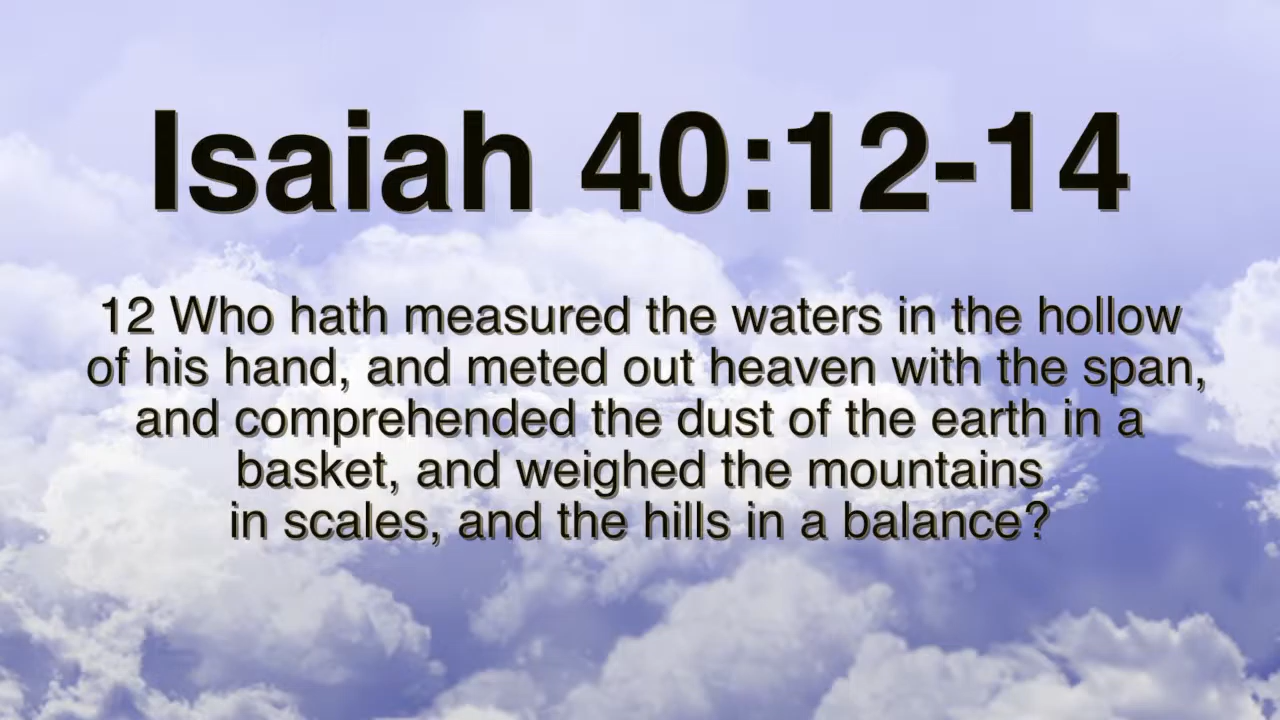 Isaiah 40:12-14
12 Who hath measured the waters in the hollow
of his hand, and meted out heaven with the span,
and comprehended the dust of the earth in a
basket, and weighed the mountains
in scales, and the hills in a balance?